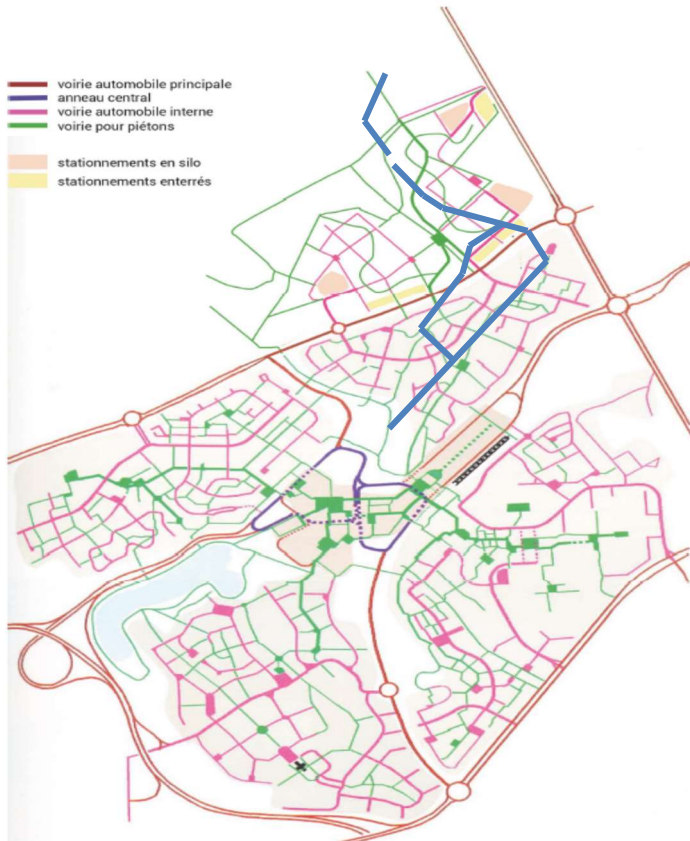 voirie automobile principale
anneau central
voirie automobile interne
voirie pour piétons
stationnements en silo
stationnements enterrés